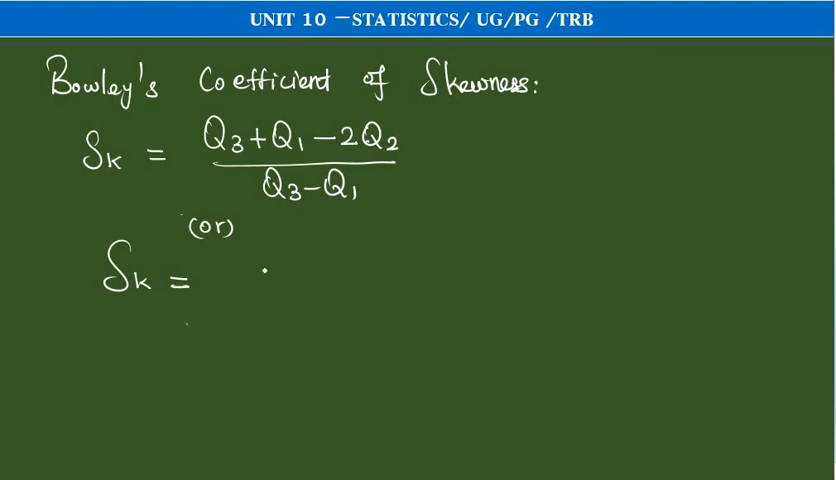 UNIT 10 – STATISTICS/ UG/PG /TRB
Bowley's Coefficient of Skewness:
Sk = (Q₃ + Q₁ − 2Q₂) / (Q₃ − Q₁)
(or)
Sk =